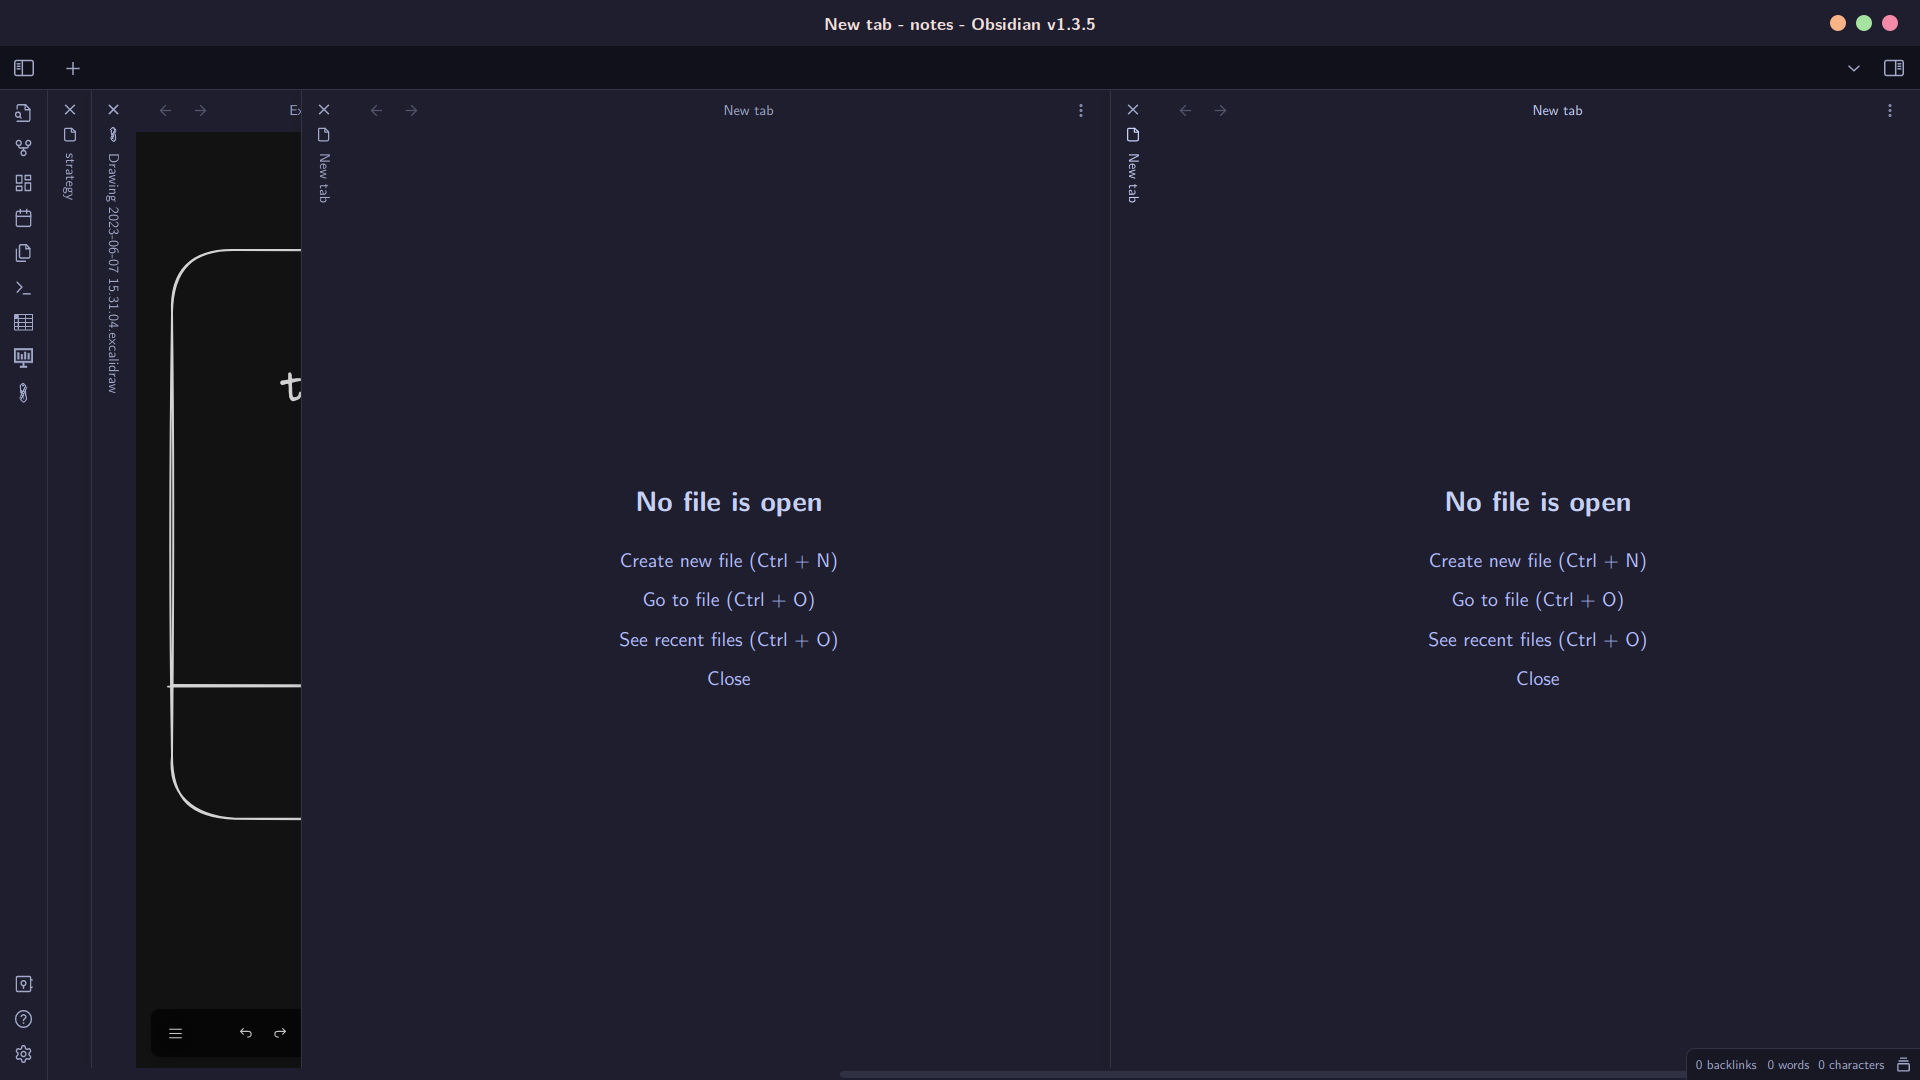 New tab - notes - Obsidian v1.3.5
strategy
Drawing 2023-06-07 15.31.04.excalidraw
Ex
t
New tab
New tab
No file is open
Create new file (Ctrl + N)
Go to file (Ctrl + O)
See recent files (Ctrl + O)
Close
New tab
New tab
No file is open
Create new file (Ctrl + N)
Go to file (Ctrl + O)
See recent files (Ctrl + O)
Close
0 backlinks 0 words 0 characters